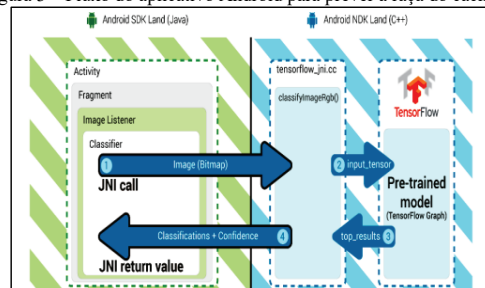 Android SDK Land (Java)
Android NDK Land (C++)
Activity
Fragment
Image Listener
Classifier
1 Image (Bitmap)
JNI call
4 Classifications + Confidence
JNI return value
tensorflow_jni.cc
classifyImageRgb()
TensorFlow
2 input_tensor
Pre-trained
model
(TensorFlow Graph)
top_results 3